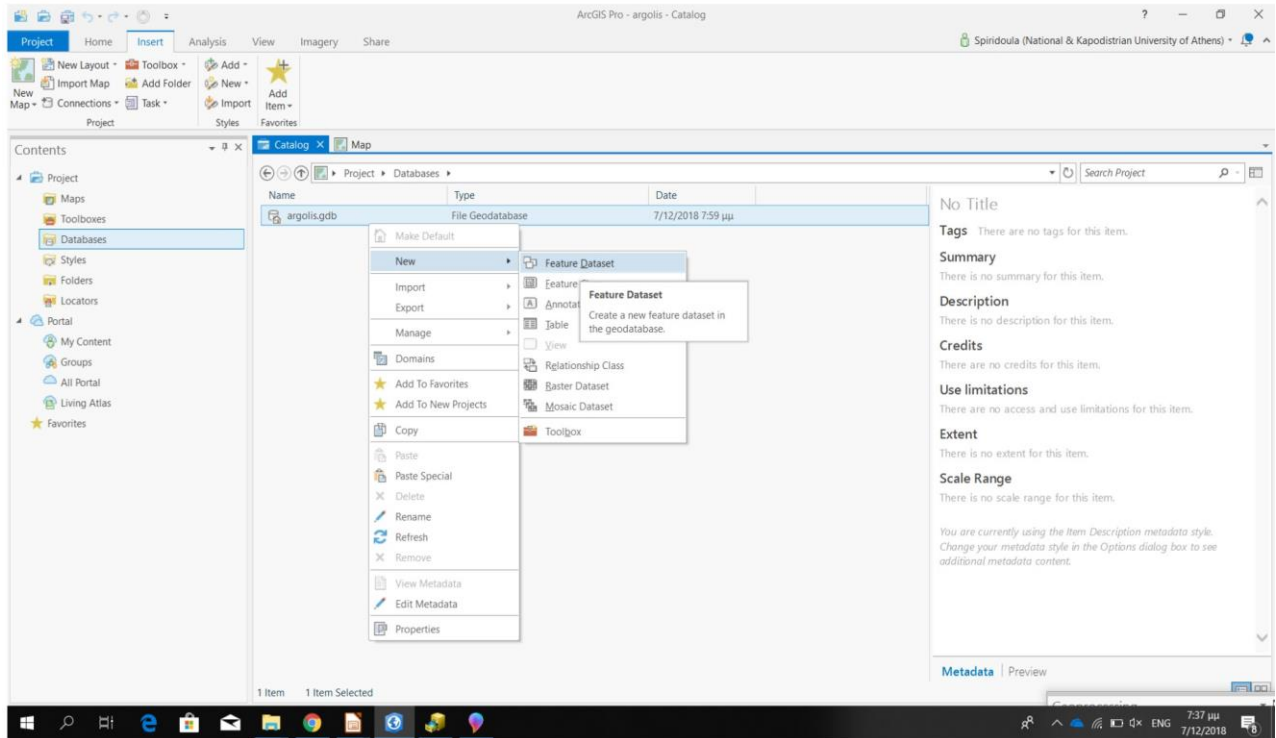 ArcGIS Pro - argolis - Catalog
?
Project Home Insert Analysis View Imagery Share
Spiridoula (National & Kapodistrian University of Athens)
New Map
New Layout
Import Map
Connections
Toolbox
Add Folder
Task
Project
Add
New
Import
Styles
Add Item
Favorites
Contents
Project
Maps
Toolboxes
Databases
Styles
Folders
Locators
Portal
My Content
Groups
All Portal
Living Atlas
Favorites
Catalog Map
Project Databases
Search Project
Name Type Date
argolis.gdb File Geodatabase 7/12/2018 7:59 μμ
Make Default
New
Import
Export
Manage
Domains
Add To Favorites
Add To New Projects
Copy
Paste
Paste Special
Delete
Rename
Refresh
Remove
View Metadata
Edit Metadata
Properties
Feature Dataset
Feature
Annotat
Table
View
Relationship Class
Raster Dataset
Mosaic Dataset
Toolbox
Feature Dataset
Create a new feature dataset in
the geodatabase.
No Title
Tags There are no tags for this item.
Summary
There is no summary for this item.
Description
There is no description for this item.
Credits
There are no credits for this item.
Use limitations
There are no access and use limitations for this item.
Extent
There is no extent for this item.
Scale Range
There is no scale range for this item.
You are currently using the Item Description metadata style.
Change your metadata style in the Options dialog box to see
additional metadata content.
Metadata Preview
1 Item 1 Item Selected
ENG
7:37 μμ
7/12/2018
8